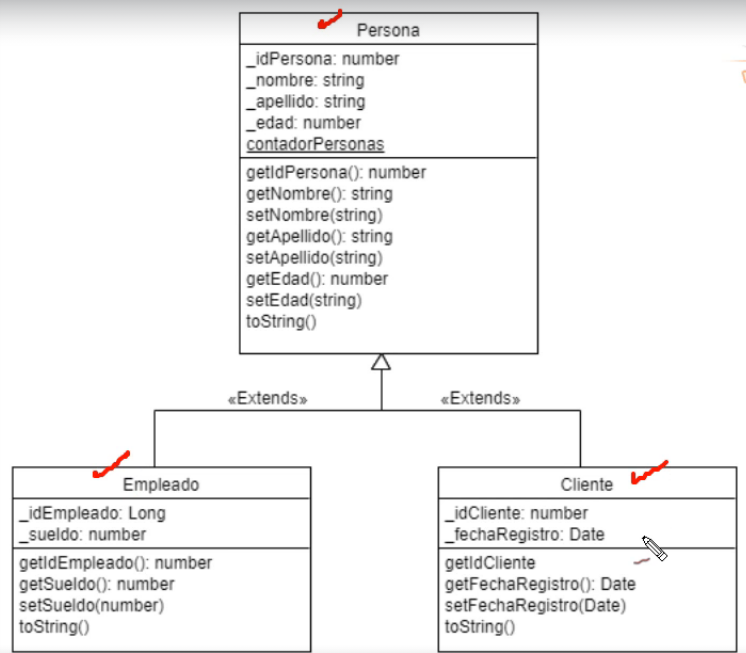 Persona
_idPersona: number
_nombre: string
_apellido: string
_edad: number
contadorPersonas
getIdPersona(): number
getNombre(): string
setNombre(string)
getApellido(): string
setApellido(string)
getEdad(): number
setEdad(string)
toString()
«Extends»
«Extends»
Empleado
_idEmpleado: Long
_sueldo: number
getIdEmpleado(): number
getSueldo(): number
setSueldo(number)
toString()
Cliente
_idCliente: number
_fechaRegistro: Date
getIdCliente
getFechaRegistro(): Date
setFechaRegistro(Date)
toString()